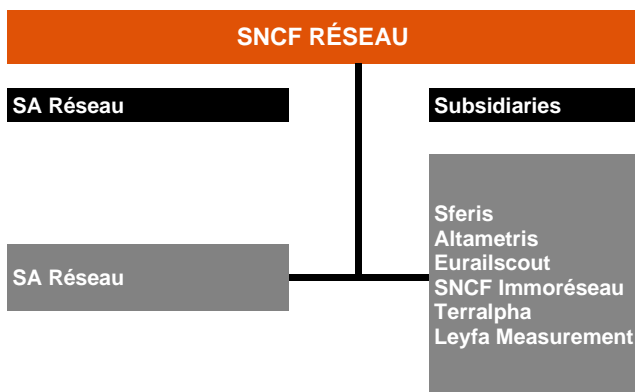 SNCF RÉSEAU
SA Réseau
Subsidiaries
SA Réseau
Sferis
Altametris
Eurailscout
SNCF Immoréseau
Terralpha
Leyfa Measurement